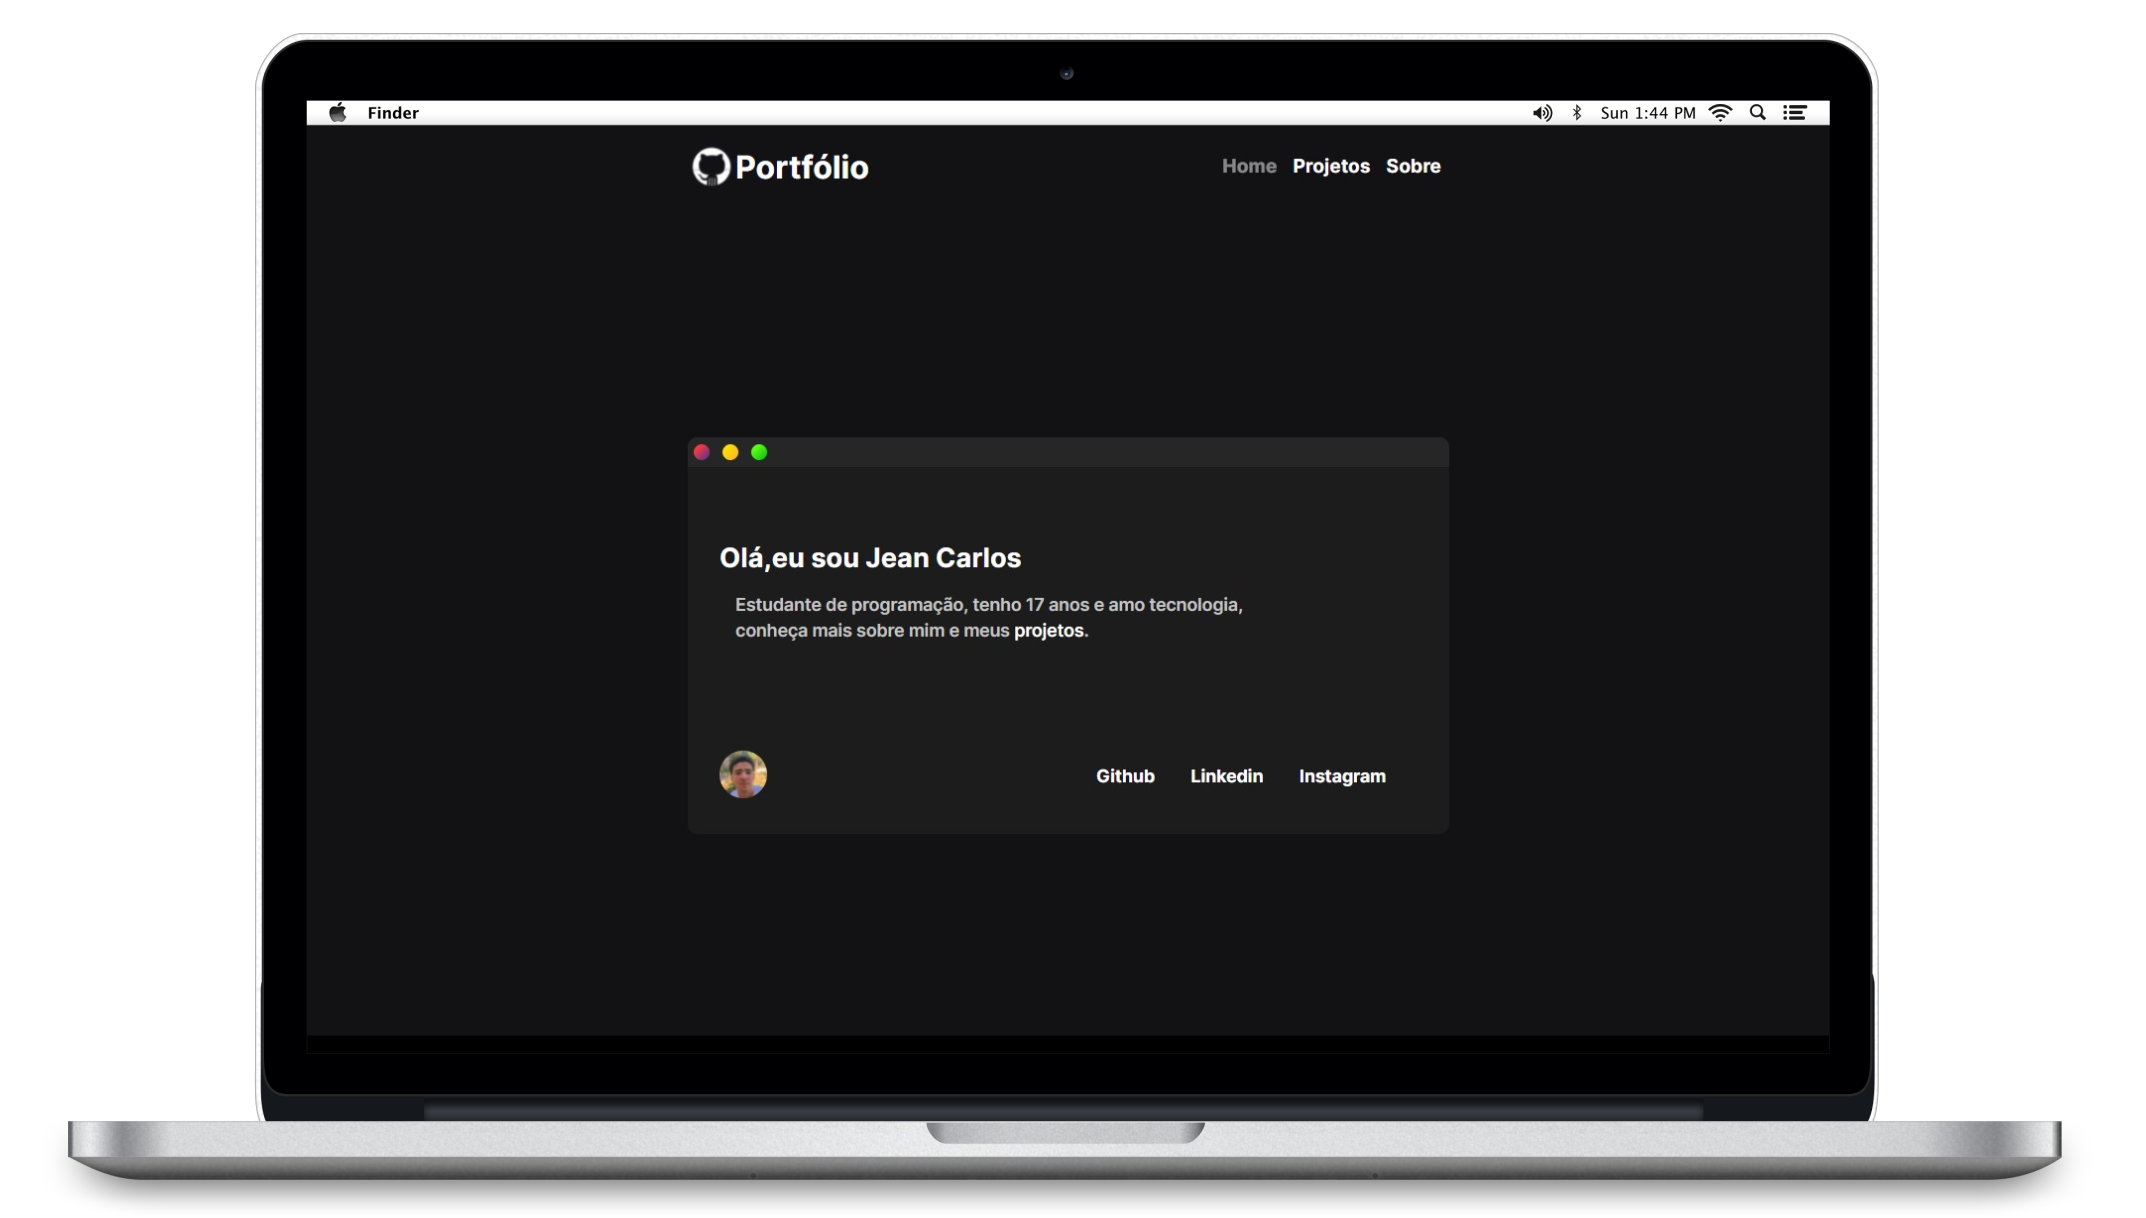 Finder
Sun 1:44 PM
Portfólio
Home Projetos Sobre
Olá,eu sou Jean Carlos
Estudante de programação, tenho 17 anos e amo tecnologia,
conheça mais sobre mim e meus projetos.
Github Linkedin Instagram